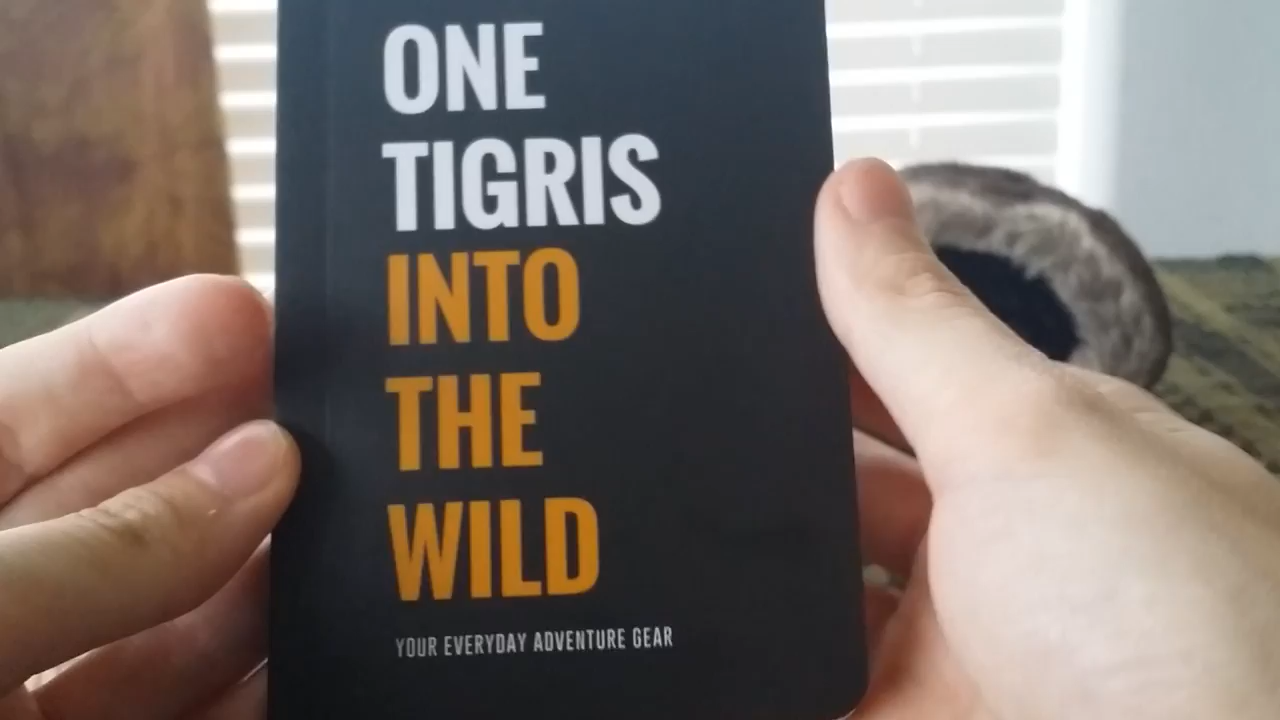 ONE
TIGRIS
INTO
THE
WILD
YOUR EVERYDAY ADVENTURE GEAR